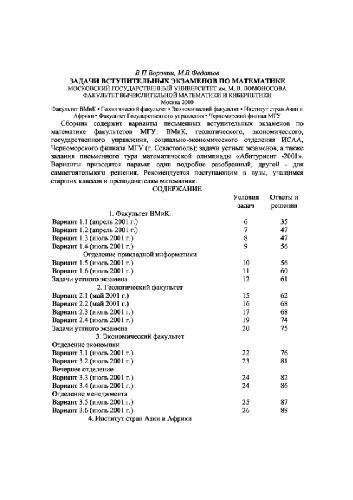 В.П Воронин, М.В.Федотов
ЗАДАЧИ ВСТУПИТЕЛЬНЫХ ЭКЗАМЕНОВ ПО МАТЕМАТИКЕ
МОСКОВСКИЙ ГОСУДАРСТВЕННЫЙ УНИВЕРСИТЕТ им. М. В. ЛОМОНОСОВА
ФАКУЛЬТЕТ ВЫЧИСЛИТЕЛЬНОЙ МАТЕМАТИКИ И КИБЕРНЕТИКИ
Москва 2000
Факультет ВМиК • Геологический факультет • Экономический факультет • Институт стран Азии и
Африки • Факультет Государственного управления • Черноморский филиал МГУ
Сборник содержит варианты письменных вступительных экзаменов по
математике факультетов МГУ: ВМиК, геологического, экономического,
государственного управления, социально-экономического отделения ИСАА,
Черноморского филиала МГУ (г. Севастополь); задачи устных экзаменов, а также
задания письменного тура математической олимпиады «Абитуриент -2001».
Варианты приводятся парами: один подробно разобранный, другой - для
самостоятельного решения. Рекомендуется поступающим в вузы, учащимся
старших классов и преподавателям математики.
СОДЕРЖАНИЕ
Условия задач Ответы и решения
1. Факультет ВМиК.
Вариант 1.1 (апрель 2001 г.) 6 35
Вариант 1.2 (апрель 2001 г.) 7 47
Вариант 1.3 (июль 2001 г.) 8 47
Вариант 1.4 (июль 2001 г.) 9 56
Отделение прикладной информатики
Вариант 1.5 (июль 2001 г.) 10 56
Вариант 1.6 (июль 2001 г.) 11 60
Задачи устного экзамена 12 61
2. Геологический факультет
Вариант 2.1 (май 2001 г.) 15 62
Вариант 2.2 (май 2001 г.) 16 68
Вариант 2.3 (июль 2001 г.) 17 68
Вариант 2.4 (июль 2001 г.) 19 74
Задачи устного экзамена 20 75
3. Экономический факультет
Отделение экономики
Вариант 3.1 (июль 2001 г.) 22 76
Вариант 3.2 (июль 2001 г.) 23 81
Вечернее отделение
Вариант 3.3 (июль 2001 г.) 24 82
Вариант 3.4 (июль 2001 г.) 24 86
Отделение менеджмента
Вариант 3.5 (июль 2001 г.) 25 87
Вариант 3.6 (июль 2001 г.) 26 88
4. Институт стран Азии и Африки